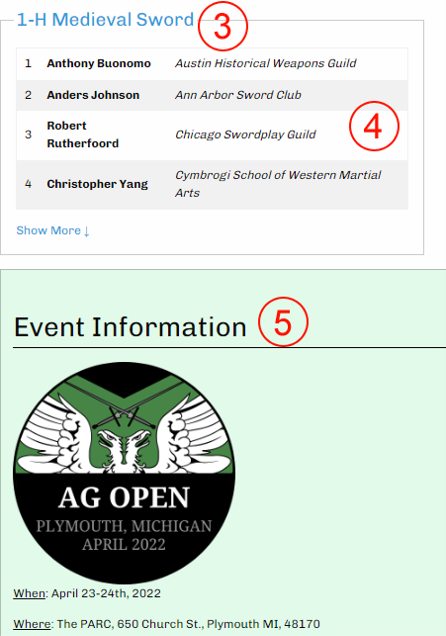 1-H Medieval Sword
3
1 Anthony Buonomo Austin Historical Weapons Guild
2 Anders Johnson Ann Arbor Sword Club
3 Robert Rutherfoord Chicago Swordplay Guild
4
4 Christopher Yang Cymbrogi School of Western Martial Arts
Show More ↓
Event Information
5
AG OPEN
PLYMOUTH, MICHIGAN
APRIL 2022
When: April 23-24th, 2022
Where: The PARC, 650 Church St., Plymouth MI, 48170